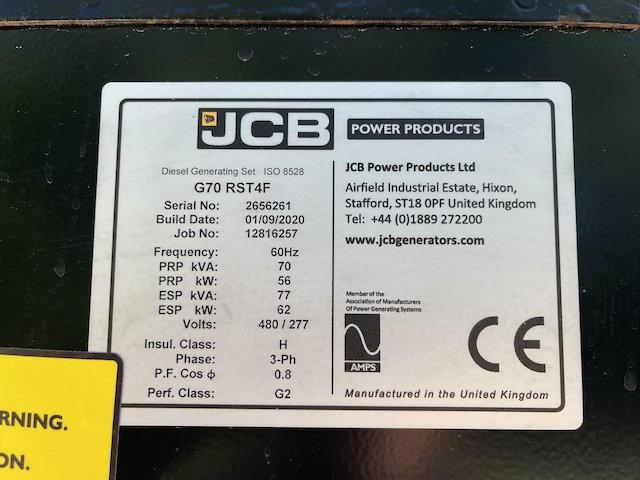 JCB POWER PRODUCTS
Diesel Generating Set ISO 8528
G70 RST4F
Serial No: 2656261
Build Date: 01/09/2020
Job No: 12816257
Frequency: 60Hz
PRP kVA: 70
PRP kW: 56
ESP kVA: 77
ESP kW: 62
Volts: 480 / 277
Insul. Class: H
Phase: 3-Ph
P.F. Cos ϕ 0.8
Perf. Class: G2
JCB Power Products Ltd
Airfield Industrial Estate, Hixon,
Stafford, ST18 0PF United Kingdom
Tel: +44 (0)1889 272200
www.jcbgenerators.com
Member of the
Association of Manufacturers
Of Power Generating Systems
AMPS
CE
Manufactured in the United Kingdom
RNING.
ON.